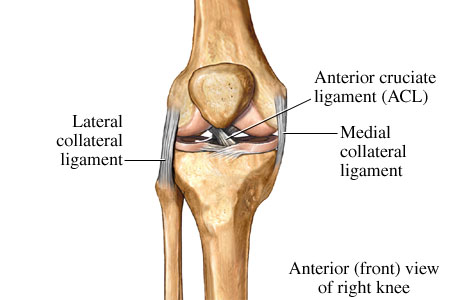 Anterior cruciate
ligament (ACL)
Lateral
collateral
ligament
Medial
collateral
ligament
Anterior (front) view
of right knee